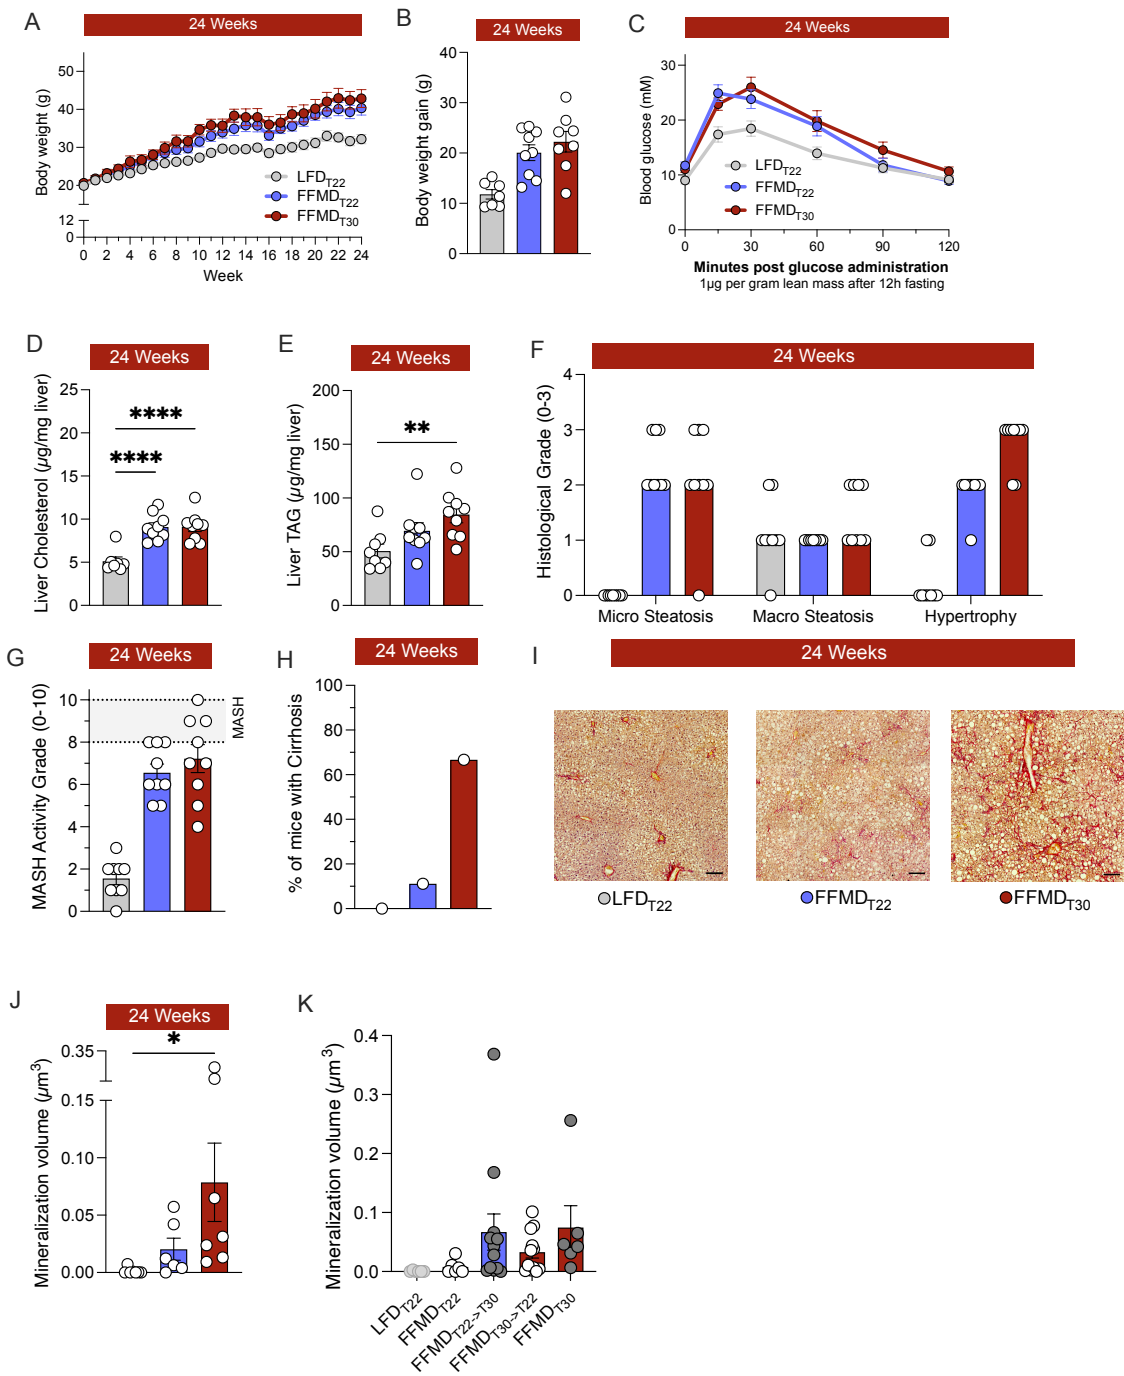 A
24 Weeks
Body weight (g)
50
40
30
20
12
0
0 2 4 6 8 10 12 14 16 18 20 22 24
Week
LFDT22
FFMDT22
FFMDT30
B
24 Weeks
Body weight gain (g)
40
30
20
10
0
C
24 Weeks
Blood glucose (mM)
30
20
10
0
LFDT22
FFMDT22
FFMDT30
0 30 60 90 120
Minutes post glucose administration
1µg per gram lean mass after 12h fasting
D
24 Weeks
Liver Cholesterol (µg/mg liver)
25
20
15
10
5
0
****
****
E
24 Weeks
Liver TAG (µg/mg liver)
200
150
100
50
0
**
F
24 Weeks
Histological Grade (0-3)
4
3
2
1
0
Micro Steatosis Macro Steatosis Hypertrophy
G
24 Weeks
MASH Activity Grade (0-10)
10
8
6
4
2
0
MASH
H
24 Weeks
% of mice with Cirrhosis
100
80
60
40
20
0
I
24 Weeks
LFDT22
FFMDT22
FFMDT30
J
24 Weeks
Mineralization volume (µm³)
0.35
0.15
0.10
0.05
0.00
*
K
Mineralization volume (µm³)
0.4
0.3
0.2
0.1
0.0
LFDT22
FFMDT22
FFMDT22->T30
FFMDT30->T22
FFMDT30